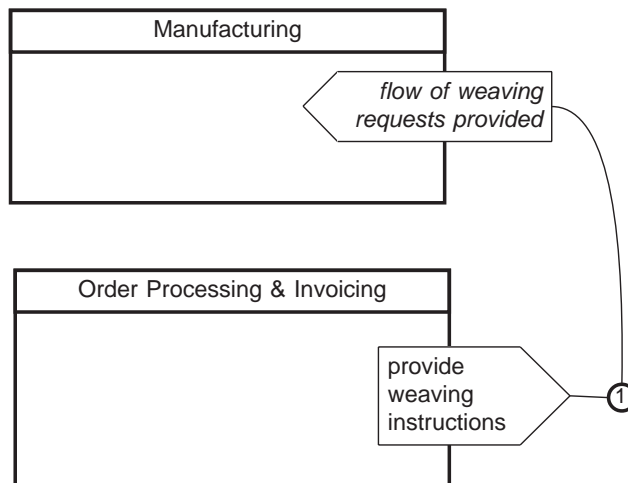 Manufacturing
flow of weaving
requests provided
Order Processing & Invoicing
provide
weaving
instructions
1